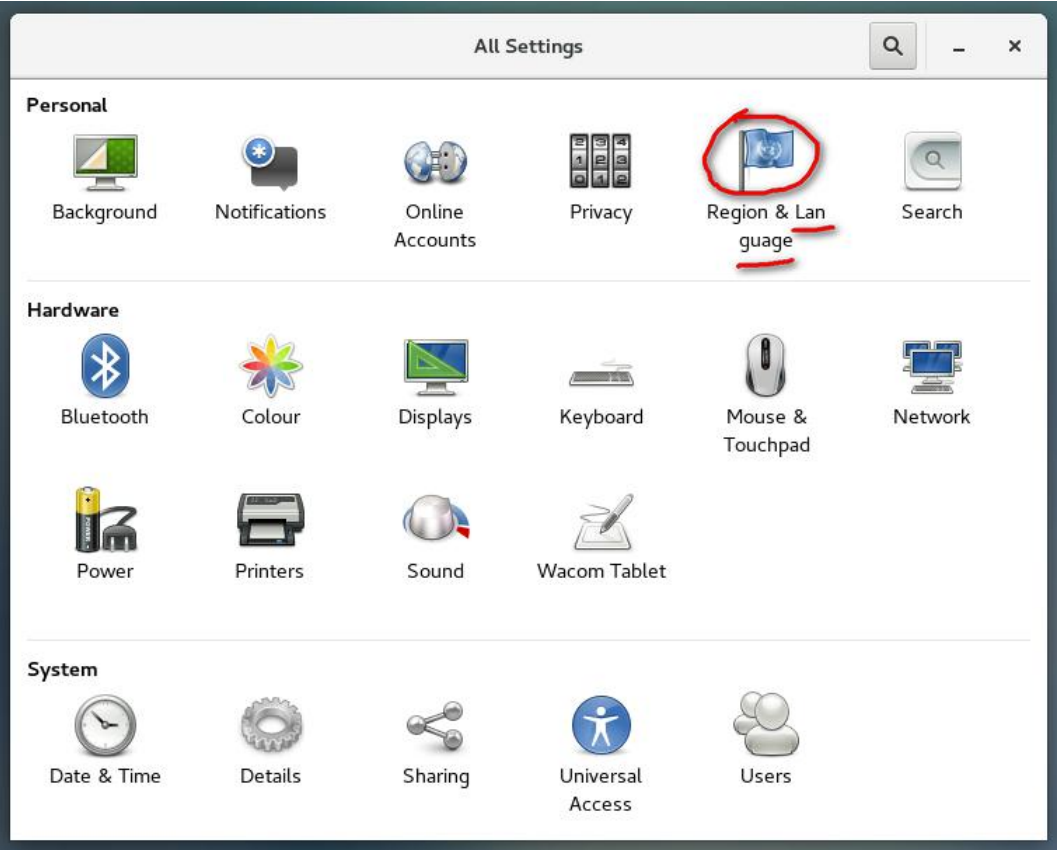 All Settings
Personal
Background
Notifications
Online
Accounts
Privacy
Region & Lan
guage
Search
Hardware
Bluetooth
Colour
Displays
Keyboard
Mouse &
Touchpad
Network
Power
Printers
Sound
Wacom Tablet
System
Date & Time
Details
Sharing
Universal
Access
Users